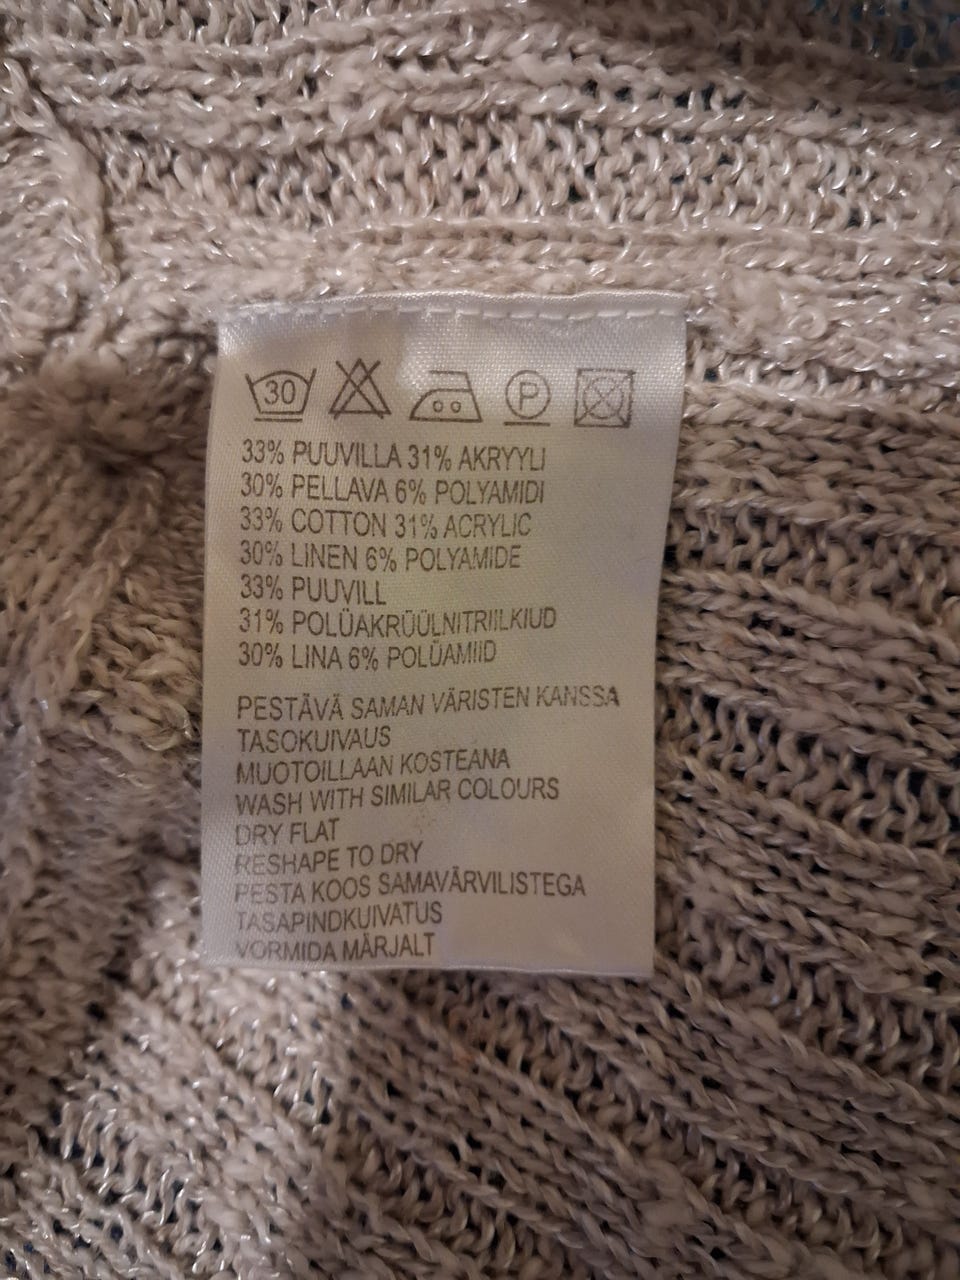 30 P
33% PUUVILLA 31% AKRYYLI
30% PELLAVA 6% POLYAMIDI
33% COTTON 31% ACRYLIC
30% LINEN 6% POLYAMIDE
33% PUUVILL
31% POLÜAKRÜÜLNITRIILKIUD
30% LINA 6% POLÜAMIID
PESTÄVÄ SAMAN VÄRISTEN KANSSA
TASOKUIVAUS
MUOTOILLAAN KOSTEANA
WASH WITH SIMILAR COLOURS
DRY FLAT
RESHAPE TO DRY
PESTA KOOS SAMAVÄRVILISTEGA
TASAPINDKUIVATUS
VORMIDA MÄRJALT